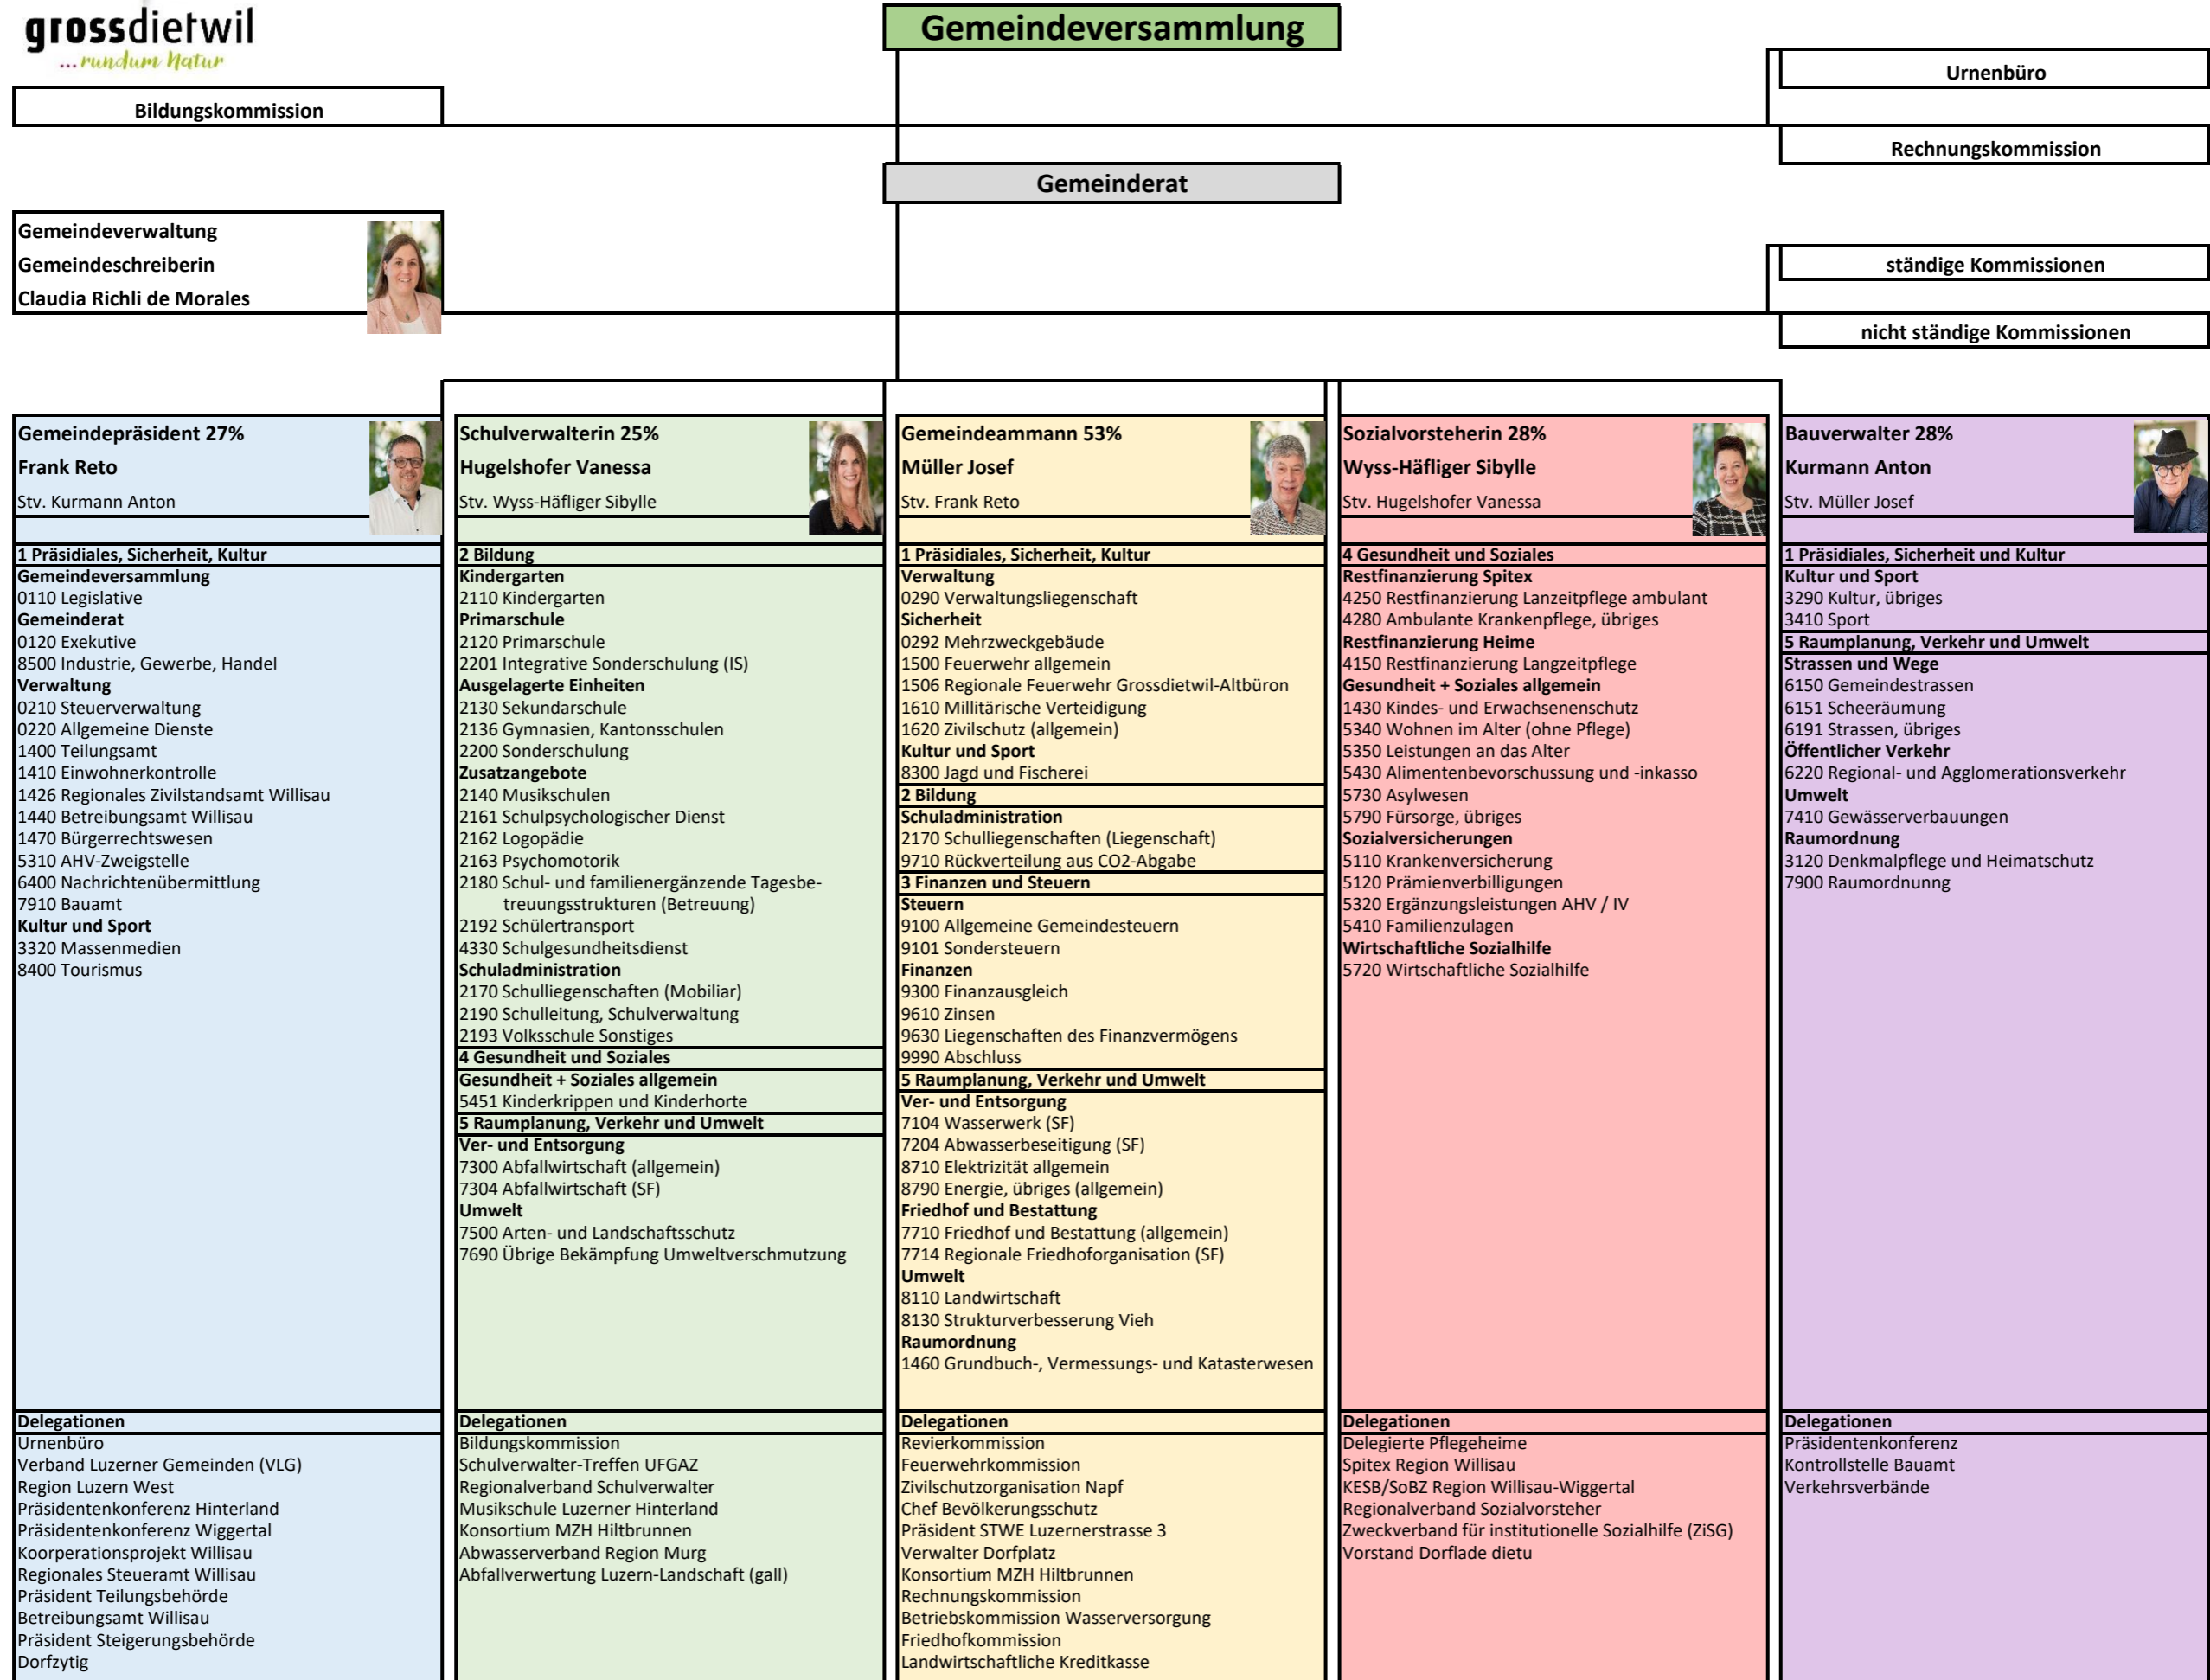 grossdietwil
... rundum Natur
Gemeindeversammlung
Urnenbüro
Bildungskommission
Rechnungskommission
Gemeinderat
Gemeindeverwaltung
Gemeindeschreiberin
Claudia Richli de Morales
ständige Kommissionen
nicht ständige Kommissionen
Gemeindepräsident 27%
Frank Reto
Stv. Kurmann Anton
1 Präsidiales, Sicherheit, Kultur
Gemeindeversammlung
0110 Legislative
Gemeinderat
0120 Exekutive
8500 Industrie, Gewerbe, Handel
Verwaltung
0210 Steuerverwaltung
0220 Allgemeine Dienste
1400 Teilungsamt
1410 Einwohnerkontrolle
1426 Regionales Zivilstandsamt Willisau
1440 Betreibungsamt Willisau
1470 Bürgerrechtswesen
5310 AHV-Zweigstelle
6400 Nachrichtenübermittlung
7910 Bauamt
Kultur und Sport
3320 Massenmedien
8400 Tourismus
Delegationen
Urnenbüro
Verband Luzerner Gemeinden (VLG)
Region Luzern West
Präsidentenkonferenz Hinterland
Präsidentenkonferenz Wiggertal
Koorperationsprojekt Willisau
Regionales Steueramt Willisau
Präsident Teilungsbehörde
Betreibungsamt Willisau
Präsident Steigerungsbehörde
Dorfzytig
Schulverwalterin 25%
Hugelshofer Vanessa
Stv. Wyss-Häfliger Sibylle
2 Bildung
Kindergarten
2110 Kindergarten
Primarschule
2120 Primarschule
2201 Integrative Sonderschulung (IS)
Ausgelagerte Einheiten
2130 Sekundarschule
2136 Gymnasien, Kantonsschulen
2200 Sonderschulung
Zusatzangebote
2140 Musikschulen
2161 Schulpsychologischer Dienst
2162 Logopädie
2163 Psychomotorik
2180 Schul- und familienergänzende Tagesbe-
treuungsstrukturen (Betreuung)
2192 Schülertransport
4330 Schulgesundheitsdienst
Schuladministration
2170 Schulliegenschaften (Mobiliar)
2190 Schulleitung, Schulverwaltung
2193 Volksschule Sonstiges
4 Gesundheit und Soziales
Gesundheit + Soziales allgemein
5451 Kinderkrippen und Kinderhorte
5 Raumplanung, Verkehr und Umwelt
Ver- und Entsorgung
7300 Abfallwirtschaft (allgemein)
7304 Abfallwirtschaft (SF)
Umwelt
7500 Arten- und Landschaftsschutz
7690 Übrige Bekämpfung Umweltverschmutzung
Delegationen
Bildungskommission
Schulverwalter-Treffen UFGAZ
Regionalverband Schulverwalter
Musikschule Luzerner Hinterland
Konsortium MZH Hiltbrunnen
Abwasserverband Region Murg
Abfallverwertung Luzern-Landschaft (gall)
Gemeindeammann 53%
Müller Josef
Stv. Frank Reto
1 Präsidiales, Sicherheit, Kultur
Verwaltung
0290 Verwaltungsliegenschaft
Sicherheit
0292 Mehrzweckgebäude
1500 Feuerwehr allgemein
1506 Regionale Feuerwehr Grossdietwil-Altbüron
1610 Millitärische Verteidigung
1620 Zivilschutz (allgemein)
Kultur und Sport
8300 Jagd und Fischerei
2 Bildung
Schuladministration
2170 Schulliegenschaften (Liegenschaft)
9710 Rückverteilung aus CO2-Abgabe
3 Finanzen und Steuern
Steuern
9100 Allgemeine Gemeindesteuern
9101 Sondersteuern
Finanzen
9300 Finanzausgleich
9610 Zinsen
9630 Liegenschaften des Finanzvermögens
9990 Abschluss
5 Raumplanung, Verkehr und Umwelt
Ver- und Entsorgung
7104 Wasserwerk (SF)
7204 Abwasserbeseitigung (SF)
8710 Elektrizität allgemein
8790 Energie, übriges (allgemein)
Friedhof und Bestattung
7710 Friedhof und Bestattung (allgemein)
7714 Regionale Friedhoforganisation (SF)
Umwelt
8110 Landwirtschaft
8130 Strukturverbesserung Vieh
Raumordnung
1460 Grundbuch-, Vermessungs- und Katasterwesen
Delegationen
Revierkommission
Feuerwehrkommission
Zivilschutzorganisation Napf
Chef Bevölkerungsschutz
Präsident STWE Luzernerstrasse 3
Verwalter Dorfplatz
Konsortium MZH Hiltbrunnen
Rechnungskommission
Betriebskommission Wasserversorgung
Friedhofkommission
Landwirtschaftliche Kreditkasse
Sozialvorsteherin 28%
Wyss-Häfliger Sibylle
Stv. Hugelshofer Vanessa
4 Gesundheit und Soziales
Restfinanzierung Spitex
4250 Restfinanzierung Lanzeitpflege ambulant
4280 Ambulante Krankenpflege, übriges
Restfinanzierung Heime
4150 Restfinanzierung Langzeitpflege
Gesundheit + Soziales allgemein
1430 Kindes- und Erwachsenenschutz
5340 Wohnen im Alter (ohne Pflege)
5350 Leistungen an das Alter
5430 Alimentenbevorschussung und -inkasso
5730 Asylwesen
5790 Fürsorge, übriges
Sozialversicherungen
5110 Krankenversicherung
5120 Prämienverbilligungen
5320 Ergänzungsleistungen AHV / IV
5410 Familienzulagen
Wirtschaftliche Sozialhilfe
5720 Wirtschaftliche Sozialhilfe
Delegationen
Delegierte Pflegeheime
Spitex Region Willisau
KESB/SoBZ Region Willisau-Wiggertal
Regionalverband Sozialvorsteher
Zweckverband für institutionelle Sozialhilfe (ZiSG)
Vorstand Dorflade dietu
Bauverwalter 28%
Kurmann Anton
Stv. Müller Josef
1 Präsidiales, Sicherheit und Kultur
Kultur und Sport
3290 Kultur, übriges
3410 Sport
5 Raumplanung, Verkehr und Umwelt
Strassen und Wege
6150 Gemeindestrassen
6151 Scheeräumung
6191 Strassen, übriges
Öffentlicher Verkehr
6220 Regional- und Agglomerationsverkehr
Umwelt
7410 Gewässerverbauungen
Raumordnung
3120 Denkmalpflege und Heimatschutz
7900 Raumordnunng
Delegationen
Präsidentenkonferenz
Kontrollstelle Bauamt
Verkehrsverbände